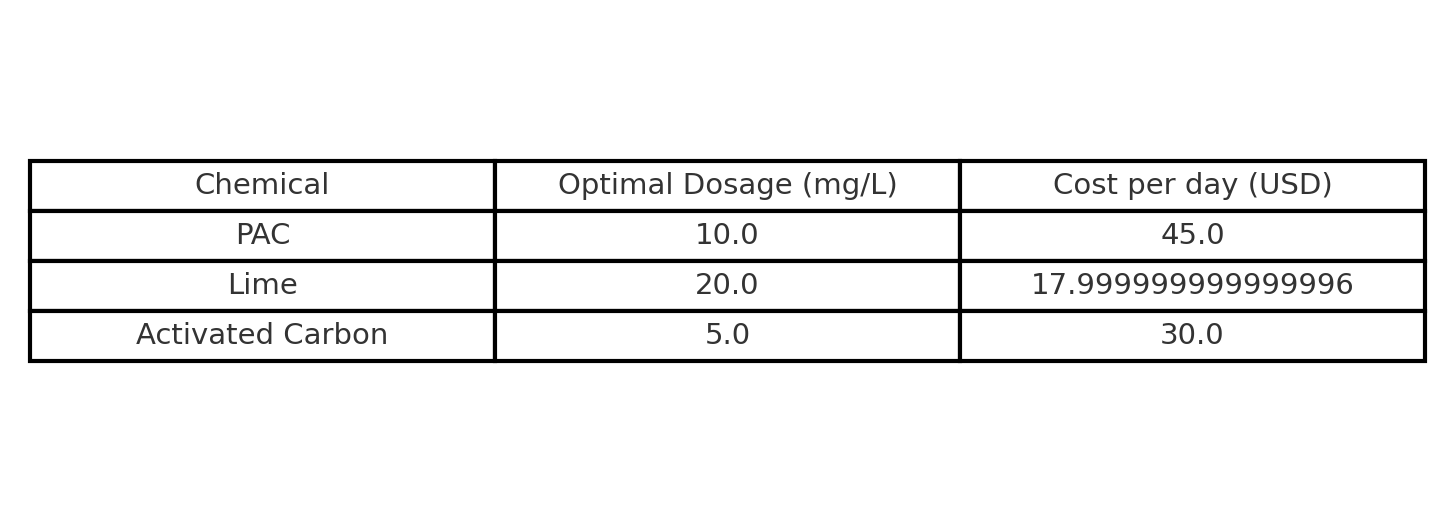 Chemical Optimal Dosage (mg/L) Cost per day (USD)
PAC 10.0 45.0
Lime 20.0 17.999999999999996
Activated Carbon 5.0 30.0